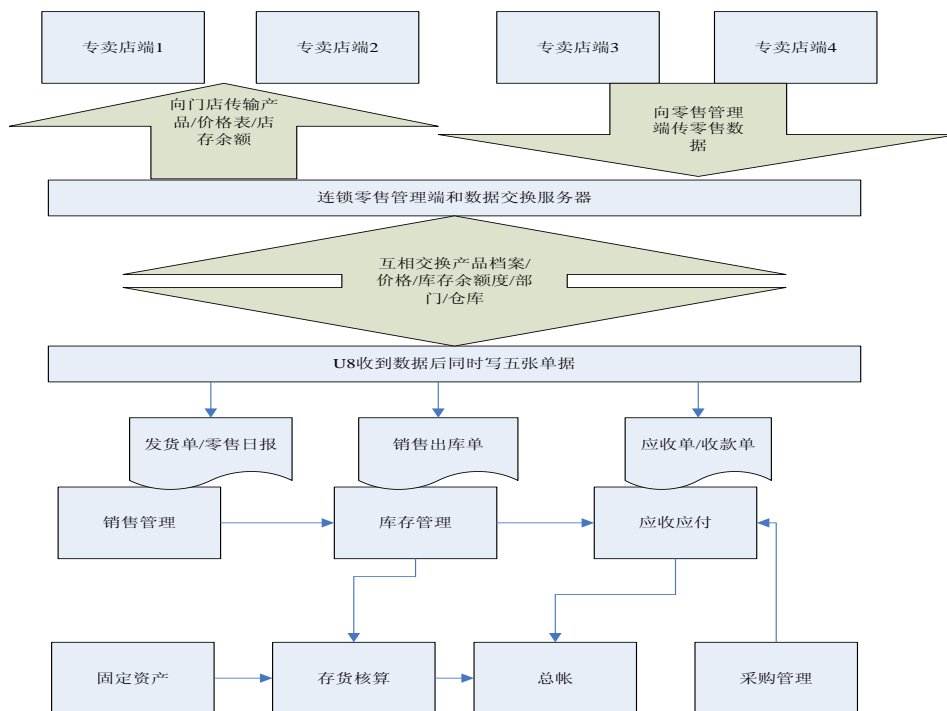 专卖店端1
专卖店端2
专卖店端3
专卖店端4
向门店传输产
品/价格表/店
存余额
向零售管理
端传零售数
据
连锁零售管理端和数据交换服务器
互相交换产品档案/
价格/库存余额度/部
门/仓库
U8收到数据后同时写五张单据
发货单/零售日报
销售出库单
应收单/收款单
销售管理
库存管理
应收应付
固定资产
存货核算
总帐
采购管理